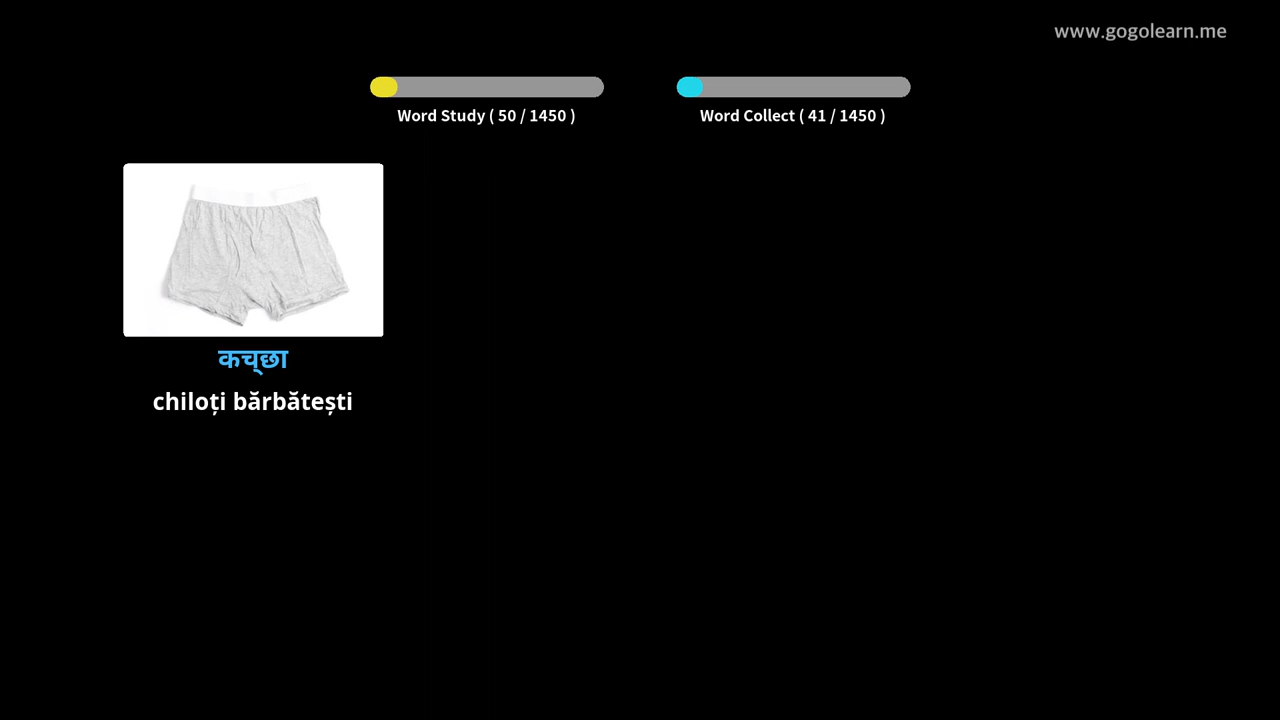 www.gogolearn.me
Word Study ( 50 / 1450 )
Word Collect ( 41 / 1450 )
कच्छा
chiloți bărbătești